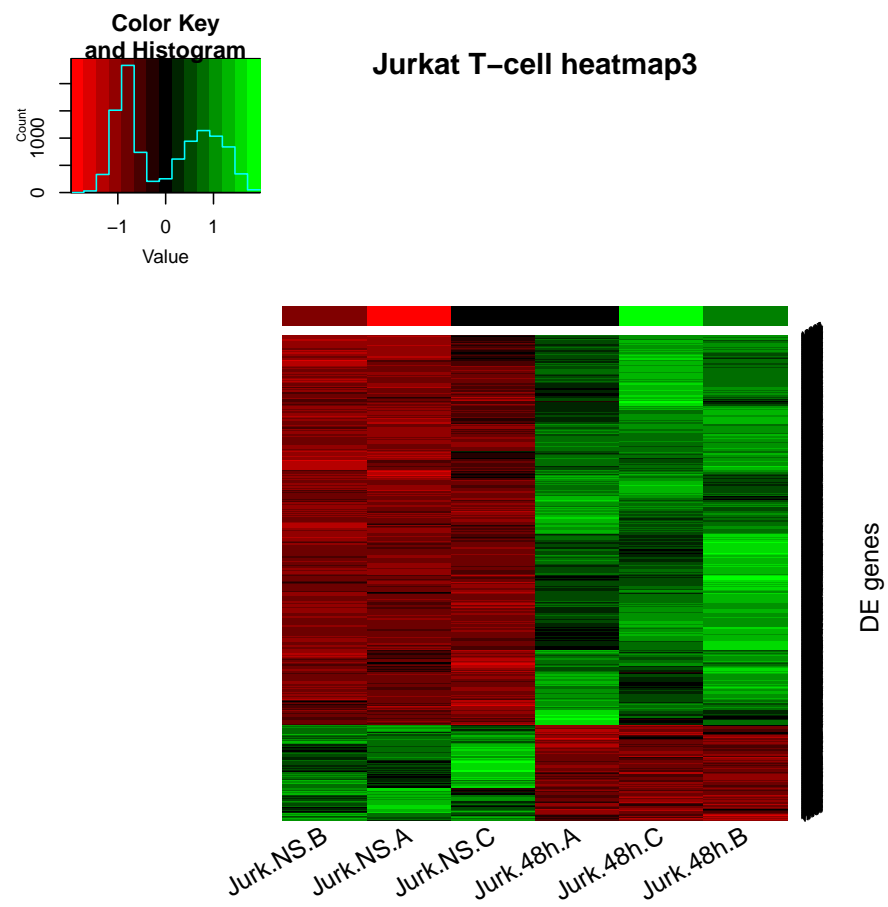 Color Key
and Histogram
Jurkat T−cell heatmap3
Count
0
1000
−1
0
1
Value
DE genes
Jurk.NS.B
Jurk.NS.A
Jurk.NS.C
Jurk.48h.A
Jurk.48h.C
Jurk.48h.B